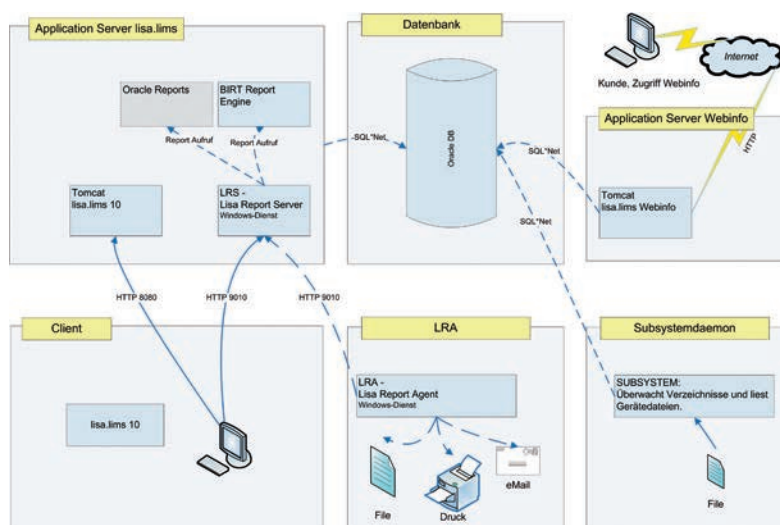 Application Server lisa.lims
Oracle Reports
BIRT Report
Engine
Report Aufruf
Report Aufruf
Tomcat
lisa.lims 10
LRS -
Lisa Report Server
Windows-Dienst
Datenbank
Oracle DB
SQL*Net
SQL*Net
SQL*Net
Internet
Kunde, Zugriff Webinfo
Application Server Webinfo
HTTP
Tomcat
lisa.lims Webinfo
HTTP 8080
HTTP 9010
HTTP 9010
Client
lisa.lims 10
LRA
LRA -
Lisa Report Agent
Windows-Dienst
File
Druck
eMail
Subsystemdaemon
SUBSYSTEM:
Überwacht Verzeichnisse und liest
Gerätedateien.
File